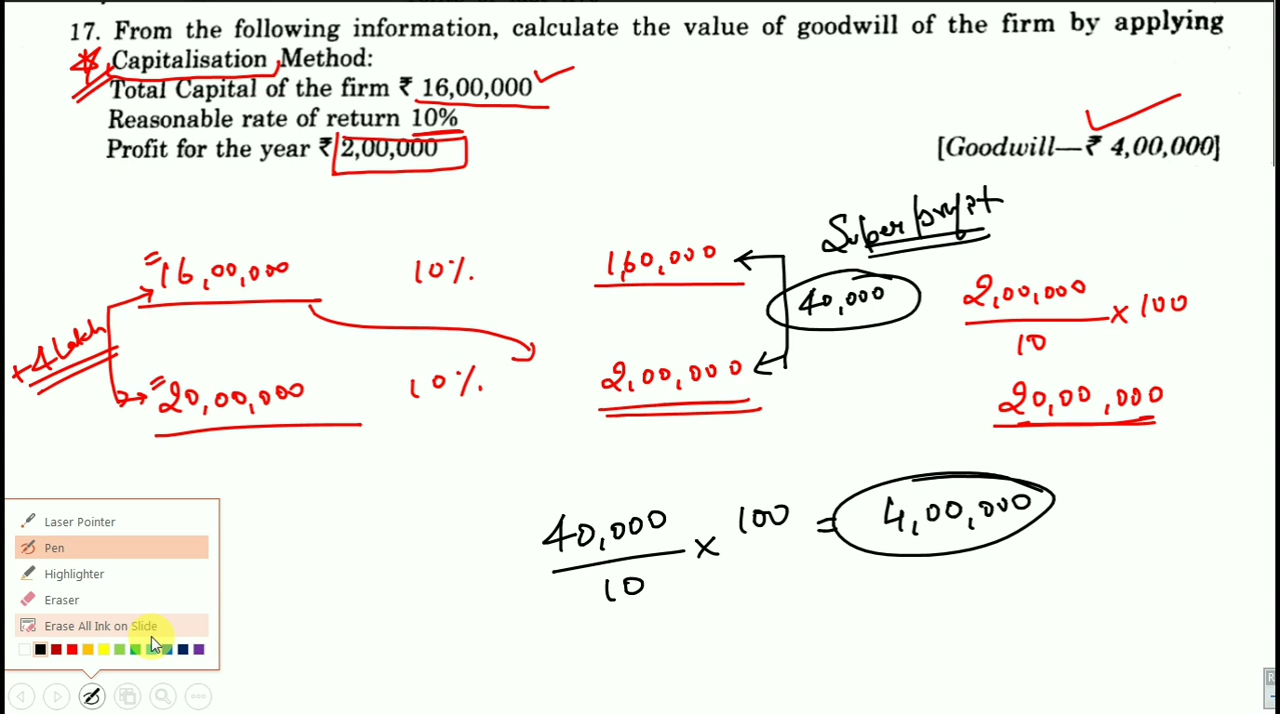 17. From the following information, calculate the value of goodwill of the firm by applying
Capitalisation Method:
Total Capital of the firm ₹ 16,00,000
Reasonable rate of return 10%
Profit for the year ₹ 2,00,000
[Goodwill—₹ 4,00,000]
Super profit
= 16,00,000 10% 1,60,000
40,000
2,00,000 / 10 × 100
+4 Lakh
= 20,00,000 10% 2,00,000
20,00,000
40,000 / 10 × 100 = 4,00,000
Laser Pointer
Pen
Highlighter
Eraser
Erase All Ink on Slide
R